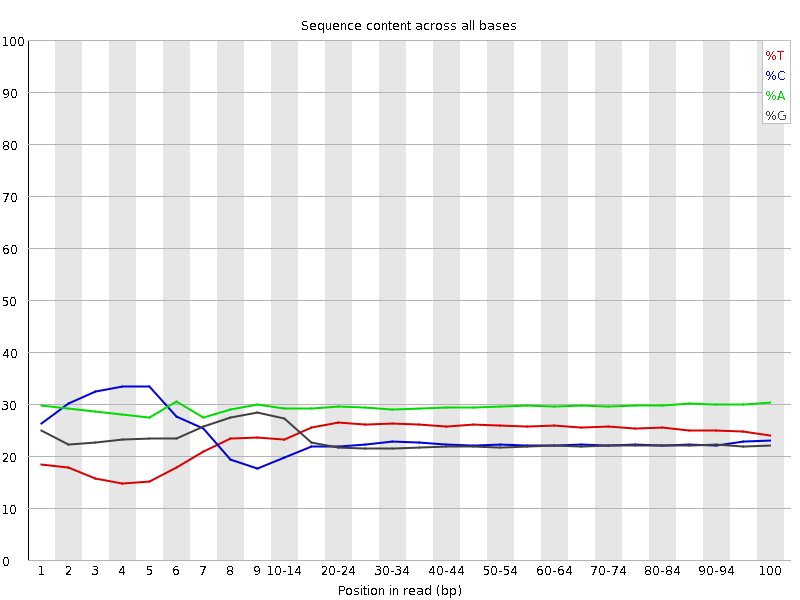 Sequence content across all bases
%T
%C
%A
%G
100
90
80
70
60
50
40
30
20
10
0
1 2 3 4 5 6 7 8 9 10-14 20-24 30-34 40-44 50-54 60-64 70-74 80-84 90-94 100
Position in read (bp)